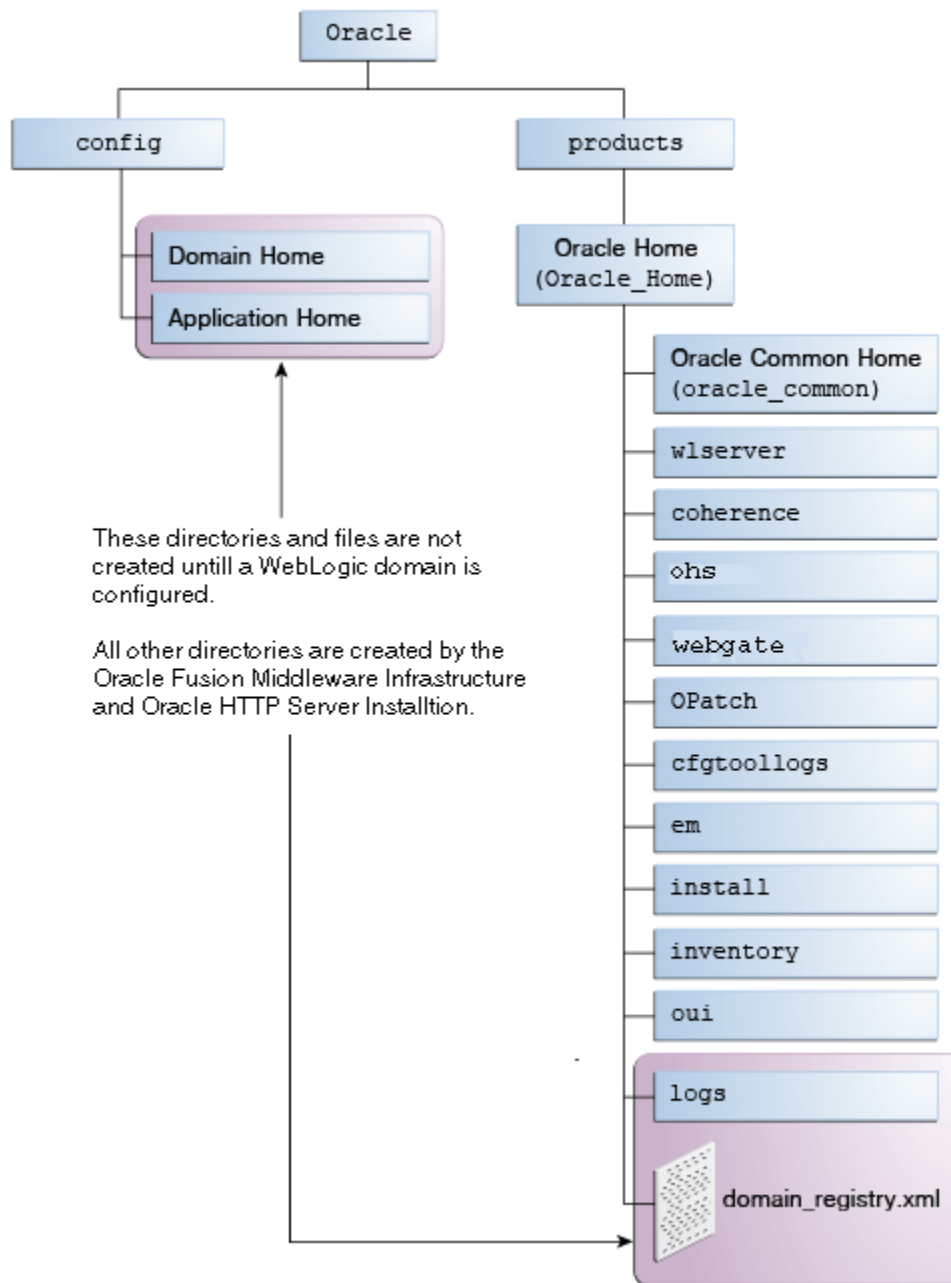 Oracle
config
products
Domain Home
Application Home
Oracle Home
(Oracle_Home)
Oracle Common Home
(oracle_common)
wlserver
coherence
ohs
webgate
OPatch
cfgtoollogs
em
install
inventory
oui
logs
domain_registry.xml
These directories and files are not
created untill a WebLogic domain is
configured.
All other directories are created by the
Oracle Fusion Middleware Infrastructure
and Oracle HTTP Server Installtion.